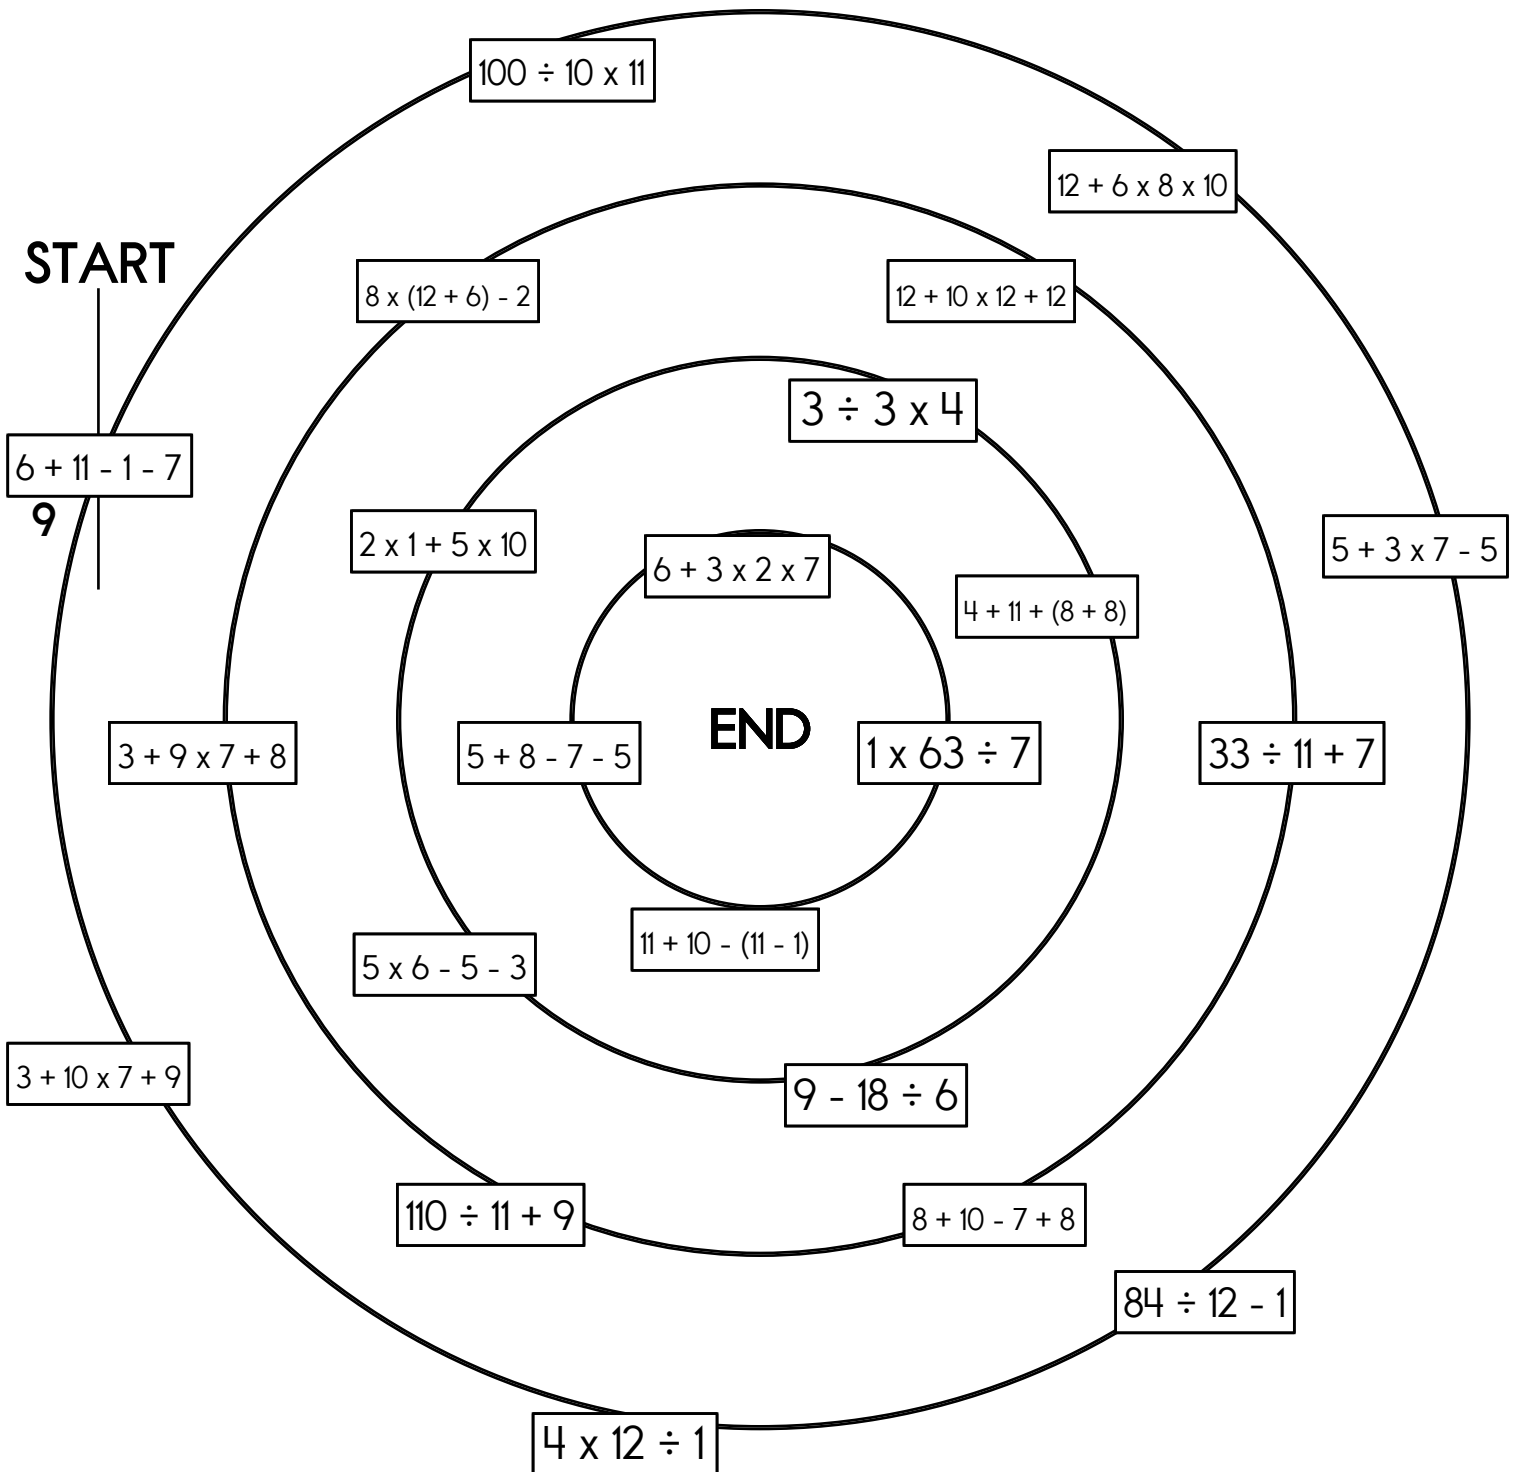 100 ÷ 10 x 11
12 + 6 x 8 x 10
START
8 x (12 + 6) - 2
12 + 10 x 12 + 12
3 ÷ 3 x 4
6 + 11 - 1 - 7
9
2 x 1 + 5 x 10
5 + 3 x 7 - 5
6 + 3 x 2 x 7
4 + 11 + (8 + 8)
3 + 9 x 7 + 8
5 + 8 - 7 - 5
END
1 x 63 ÷ 7
33 ÷ 11 + 7
11 + 10 - (11 - 1)
5 x 6 - 5 - 3
3 + 10 x 7 + 9
9 - 18 ÷ 6
110 ÷ 11 + 9
8 + 10 - 7 + 8
84 ÷ 12 - 1
4 x 12 ÷ 1